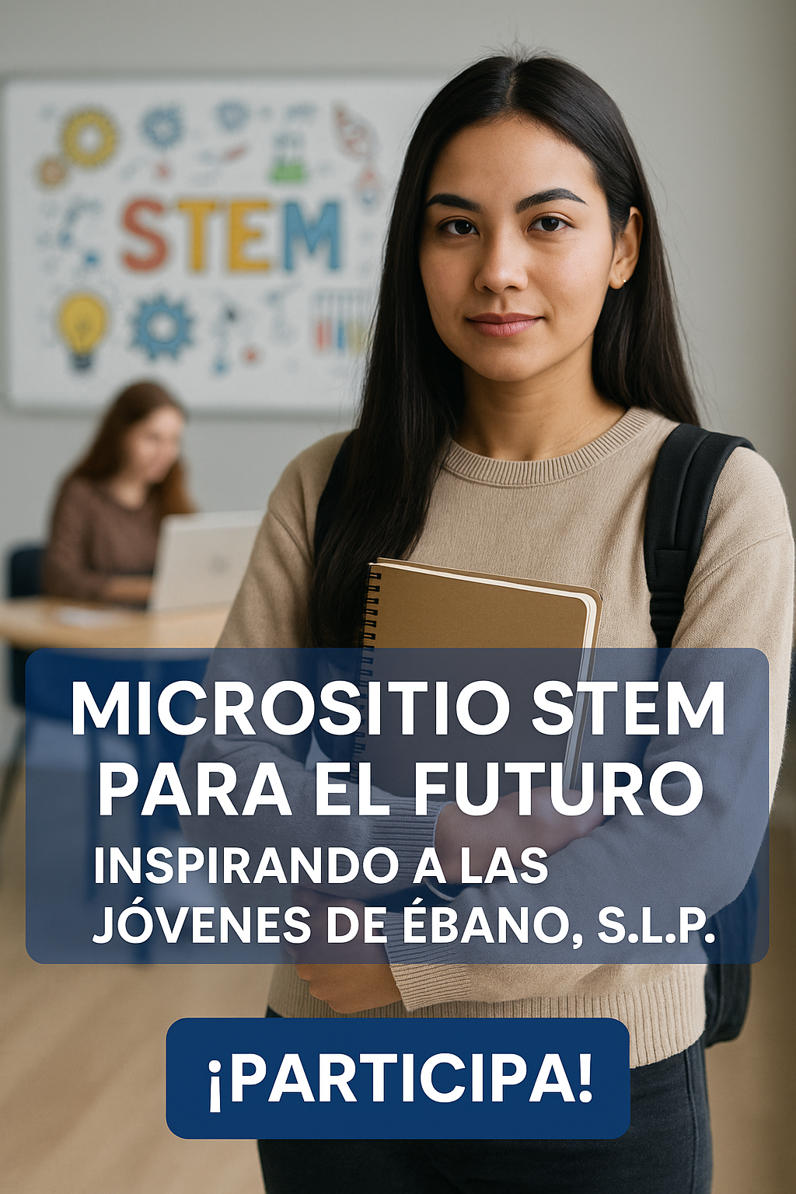 STEM
MICROSITIO STEM
PARA EL FUTURO
INSPIRANDO A LAS
JÓVENES DE ÉBANO, S.L.P.
¡PARTICIPA!